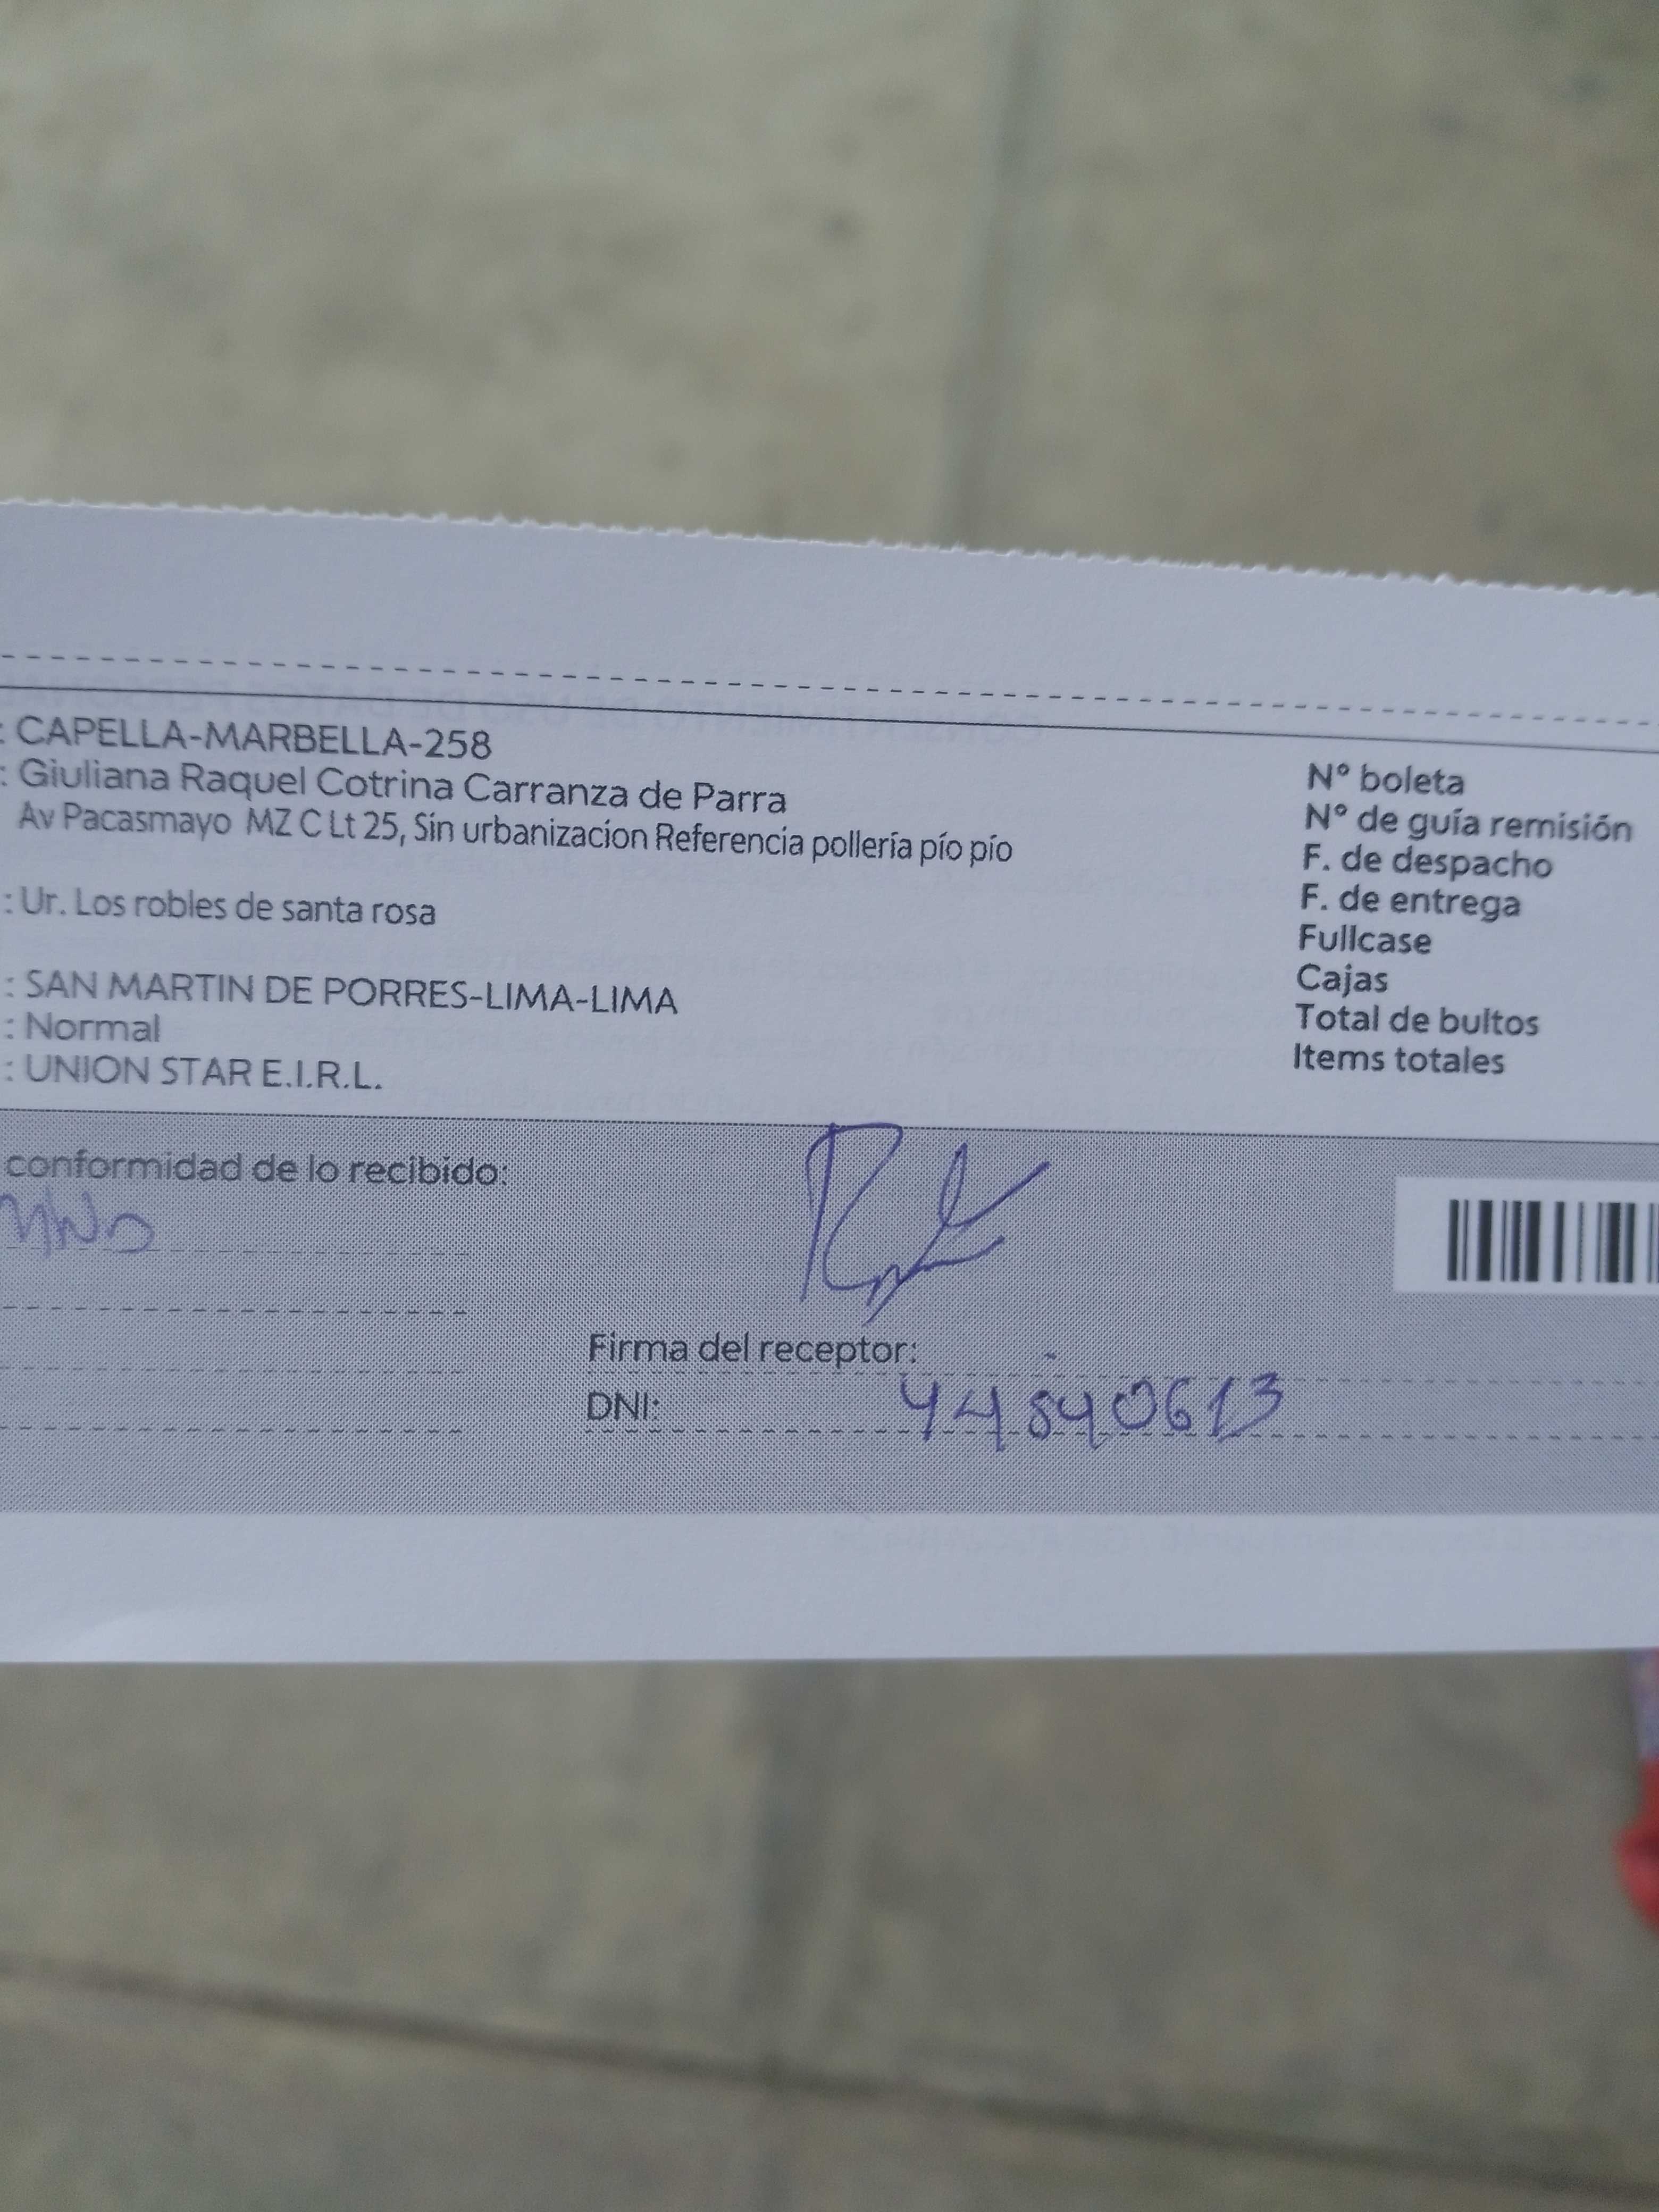 : CAPELLA-MARBELLA-258
: Giuliana Raquel Cotrina Carranza de Parra
Av Pacasmayo MZ C Lt 25, Sin urbanizacion Referencia polleria pío pío
: Ur. Los robles de santa rosa
: SAN MARTIN DE PORRES-LIMA-LIMA
: Normal
: UNION STAR E.I.R.L.
N° boleta
N° de guía remisión
F. de despacho
F. de entrega
Fullcase
Cajas
Total de bultos
Items totales
conformidad de lo recibido:
Firma del receptor:
DNI: 44840613